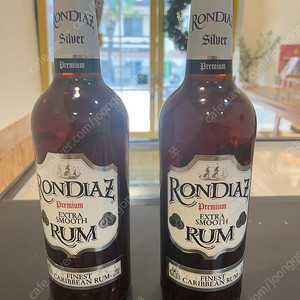 RONDIAZ
Silver
Premium
RONDIAZ
Premium
EXTRA
SMOOTH
RUM
FINEST
CARIBBEAN RUM
RONDIAZ
Silver
Premium
RONDIAZ
Premium
EXTRA
SMOOTH
RUM
FINEST
CARIBBEAN RUM